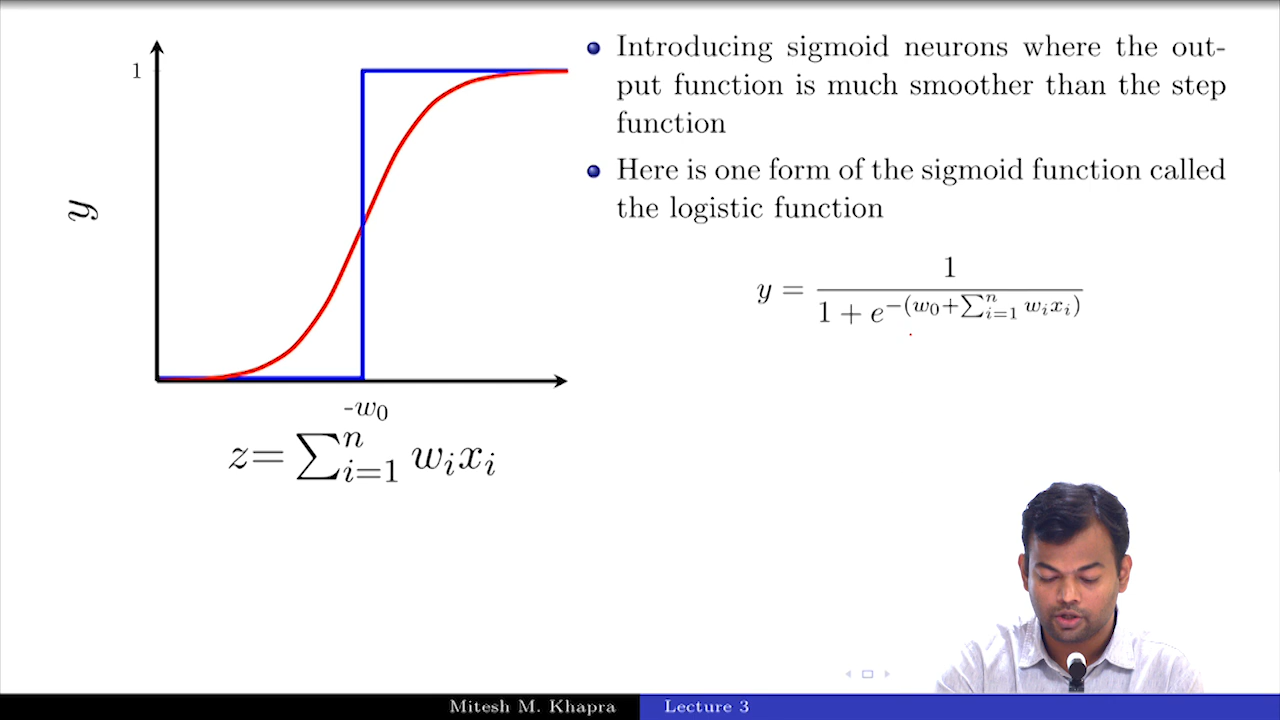 1
y
-w₀
z=∑ⁿᵢ₌₁ wᵢxᵢ
Introducing sigmoid neurons where the out-
put function is much smoother than the step
function
Here is one form of the sigmoid function called
the logistic function
y = 1 / (1 + e^−(w₀+∑ⁿᵢ₌₁ wᵢxᵢ))
Mitesh M. Khapra
Lecture 3